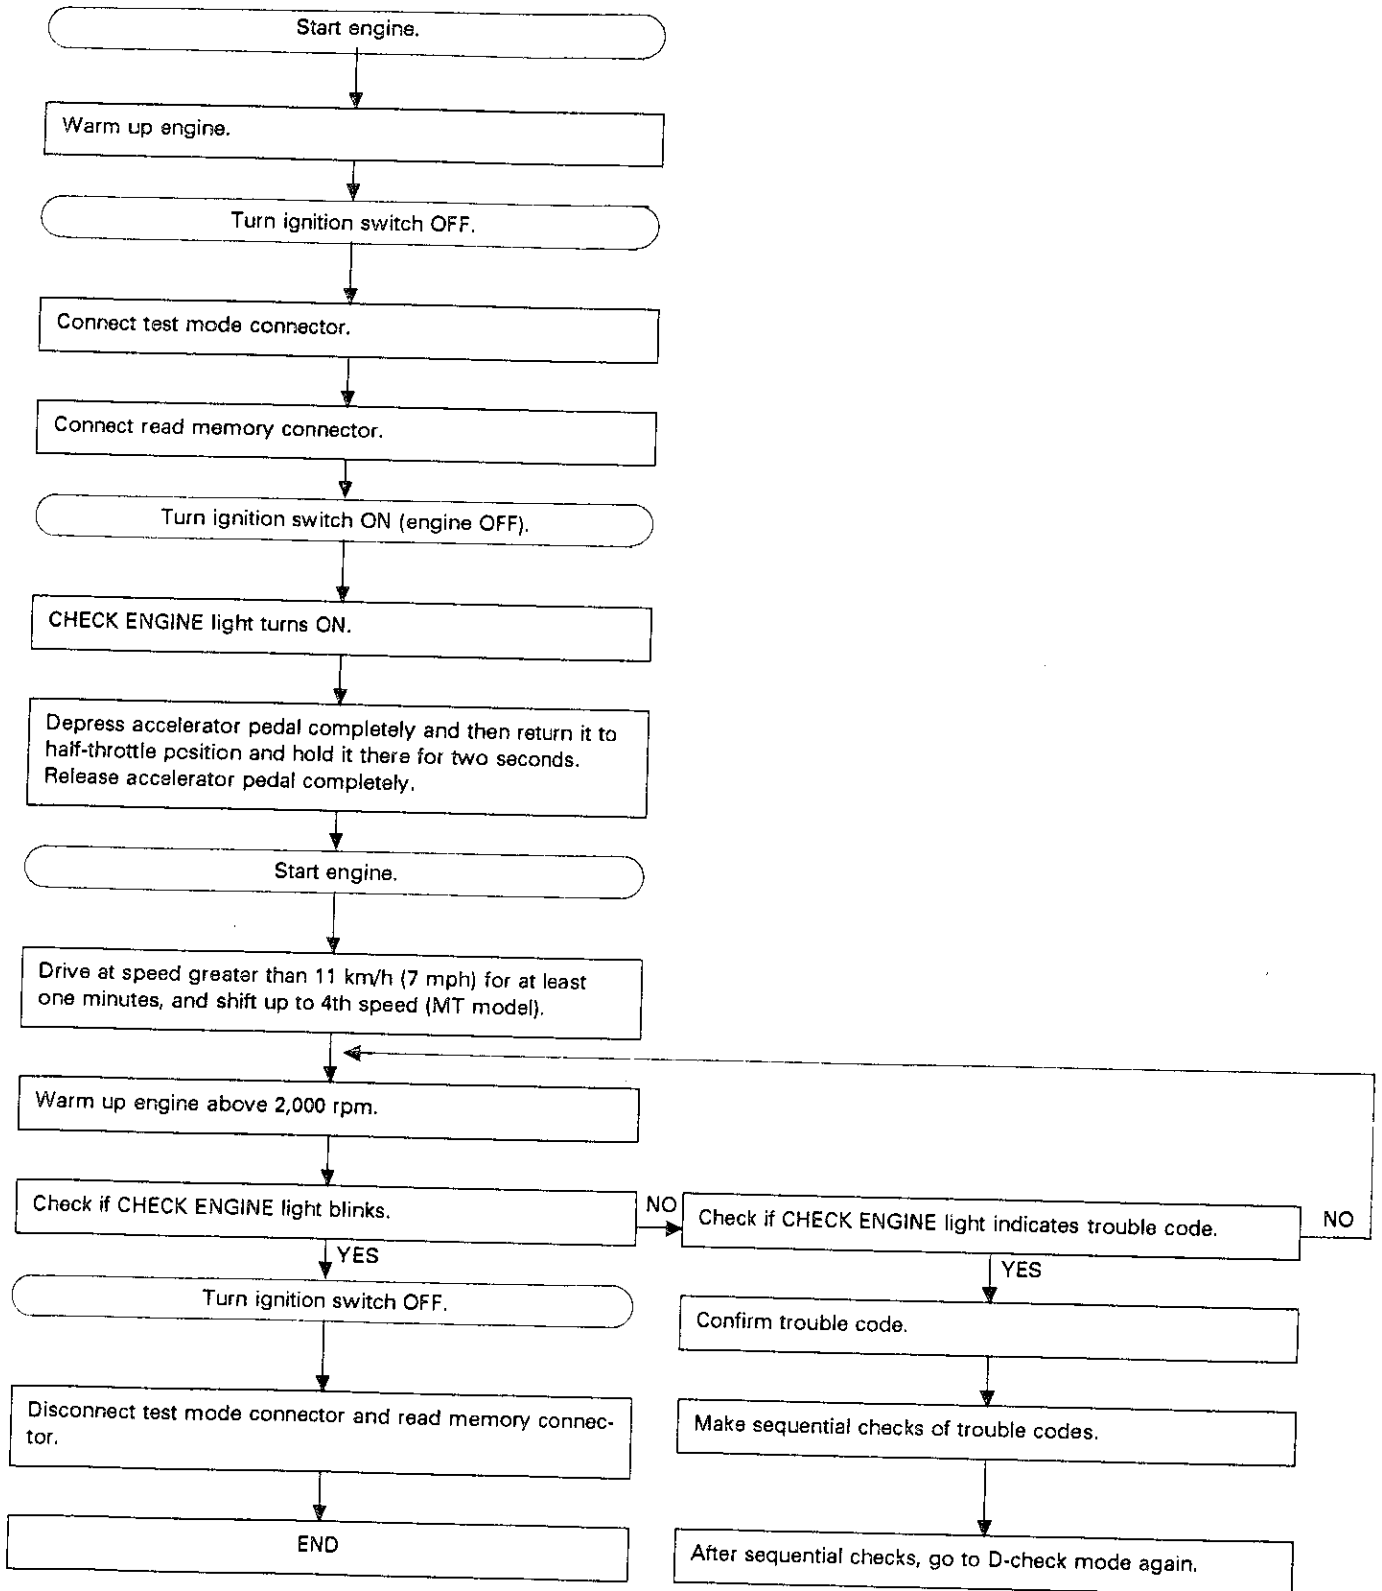 Start engine.
Warm up engine.
Turn ignition switch OFF.
Connect test mode connector.
Connect read memory connector.
Turn ignition switch ON (engine OFF).
CHECK ENGINE light turns ON.
Depress accelerator pedal completely and then return it to
half-throttle position and hold it there for two seconds.
Release accelerator pedal completely.
Start engine.
Drive at speed greater than 11 km/h (7 mph) for at least
one minutes, and shift up to 4th speed (MT model).
Warm up engine above 2,000 rpm.
Check if CHECK ENGINE light blinks.
NO
Check if CHECK ENGINE light indicates trouble code.
NO
YES
Turn ignition switch OFF.
Disconnect test mode connector and read memory connec-
tor.
END
YES
Confirm trouble code.
Make sequential checks of trouble codes.
After sequential checks, go to D-check mode again.